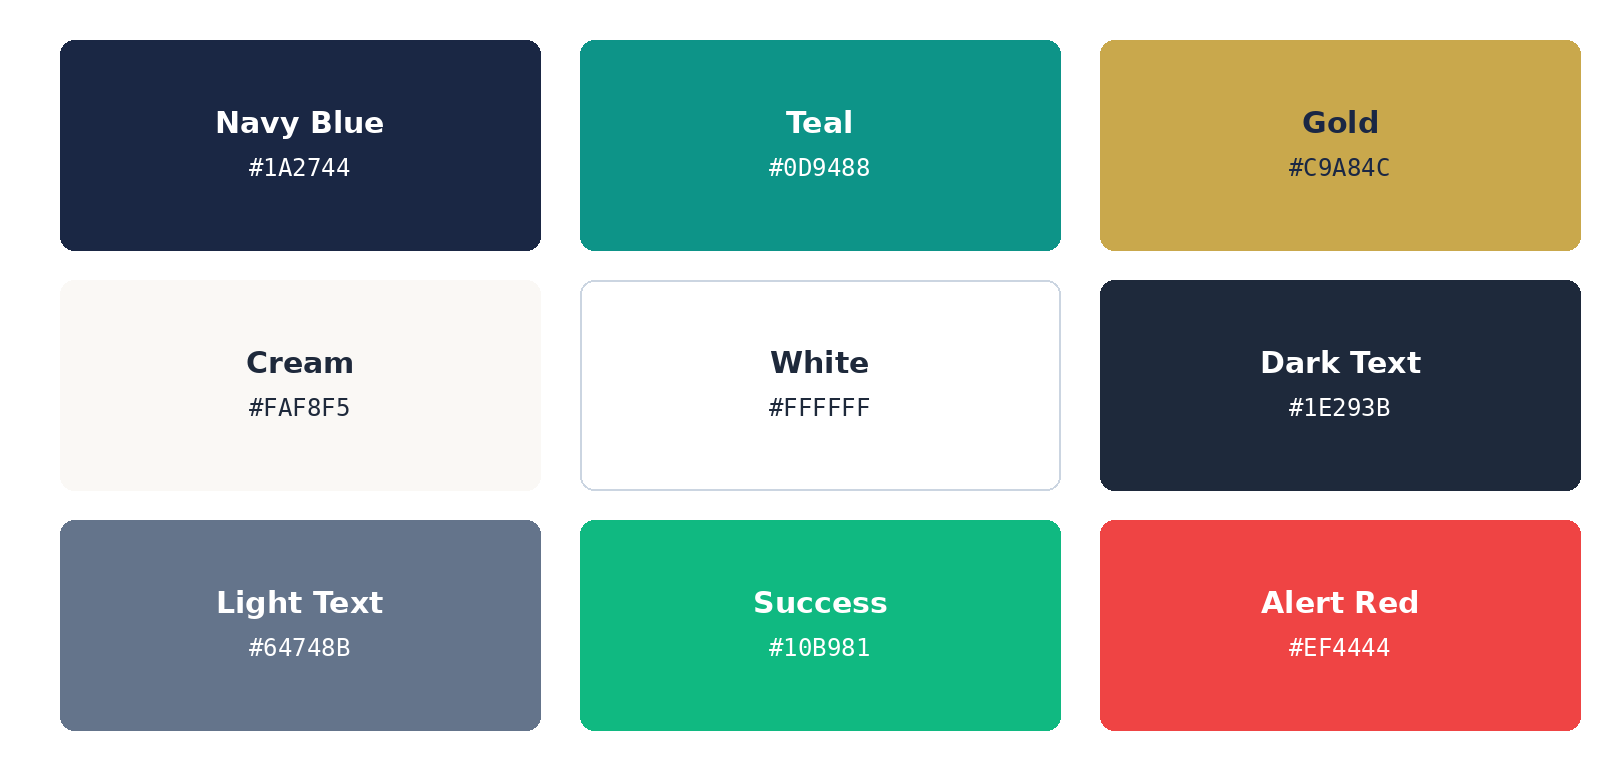 Navy Blue
#1A2744
Teal
#0D9488
Gold
#C9A84C
Cream
#FAF8F5
White
#FFFFFF
Dark Text
#1E293B
Light Text
#64748B
Success
#10B981
Alert Red
#EF4444